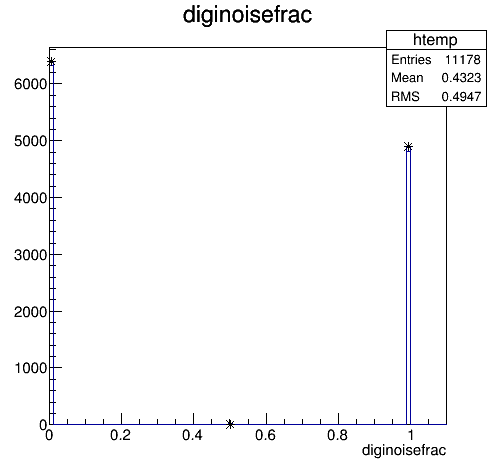 diginoisefrac
htemp
Entries 11178
Mean 0.4323
RMS 0.4947
6000
5000
4000
3000
2000
1000
0
0 0.2 0.4 0.6 0.8 1
diginoisefrac